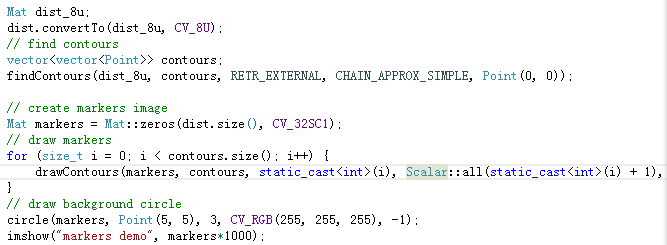 Mat dist_8u;
dist.convertTo(dist_8u, CV_8U);
// find contours
vector<vector<Point>> contours;
findContours(dist_8u, contours, RETR_EXTERNAL, CHAIN_APPROX_SIMPLE, Point(0, 0));
// create markers image
Mat markers = Mat::zeros(dist.size(), CV_32SC1);
// draw markers
for (size_t i = 0; i < contours.size(); i++) {
drawContours(markers, contours, static_cast<int>(i), Scalar::all(static_cast<int>(i) + 1),
}
// draw background circle
circle(markers, Point(5, 5), 3, CV_RGB(255, 255, 255), -1);
imshow("markers demo", markers*1000);